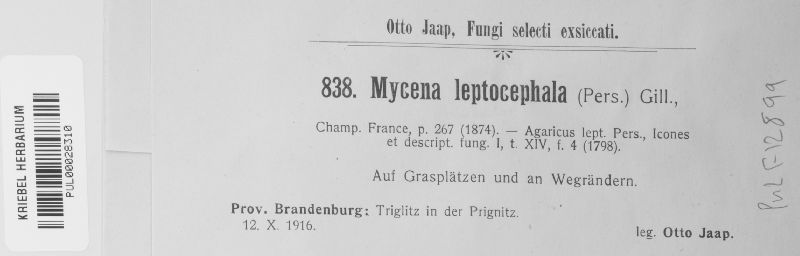 Otto Jaap, Fungi selecti exsiccati.
838. Mycena leptocephala (Pers.) Gill.,
Champ. France, p. 267 (1874). — Agaricus lept. Pers., Icones
et descript. fung. I, t. XIV, f. 4 (1798).
Auf Grasplätzen und an Wegrändern.
Prov. Brandenburg: Triglitz in der Prignitz.
12. X. 1916.
leg. Otto Jaap.
KRIEBEL HERBARIUM
PUL00028310
PUL F12899